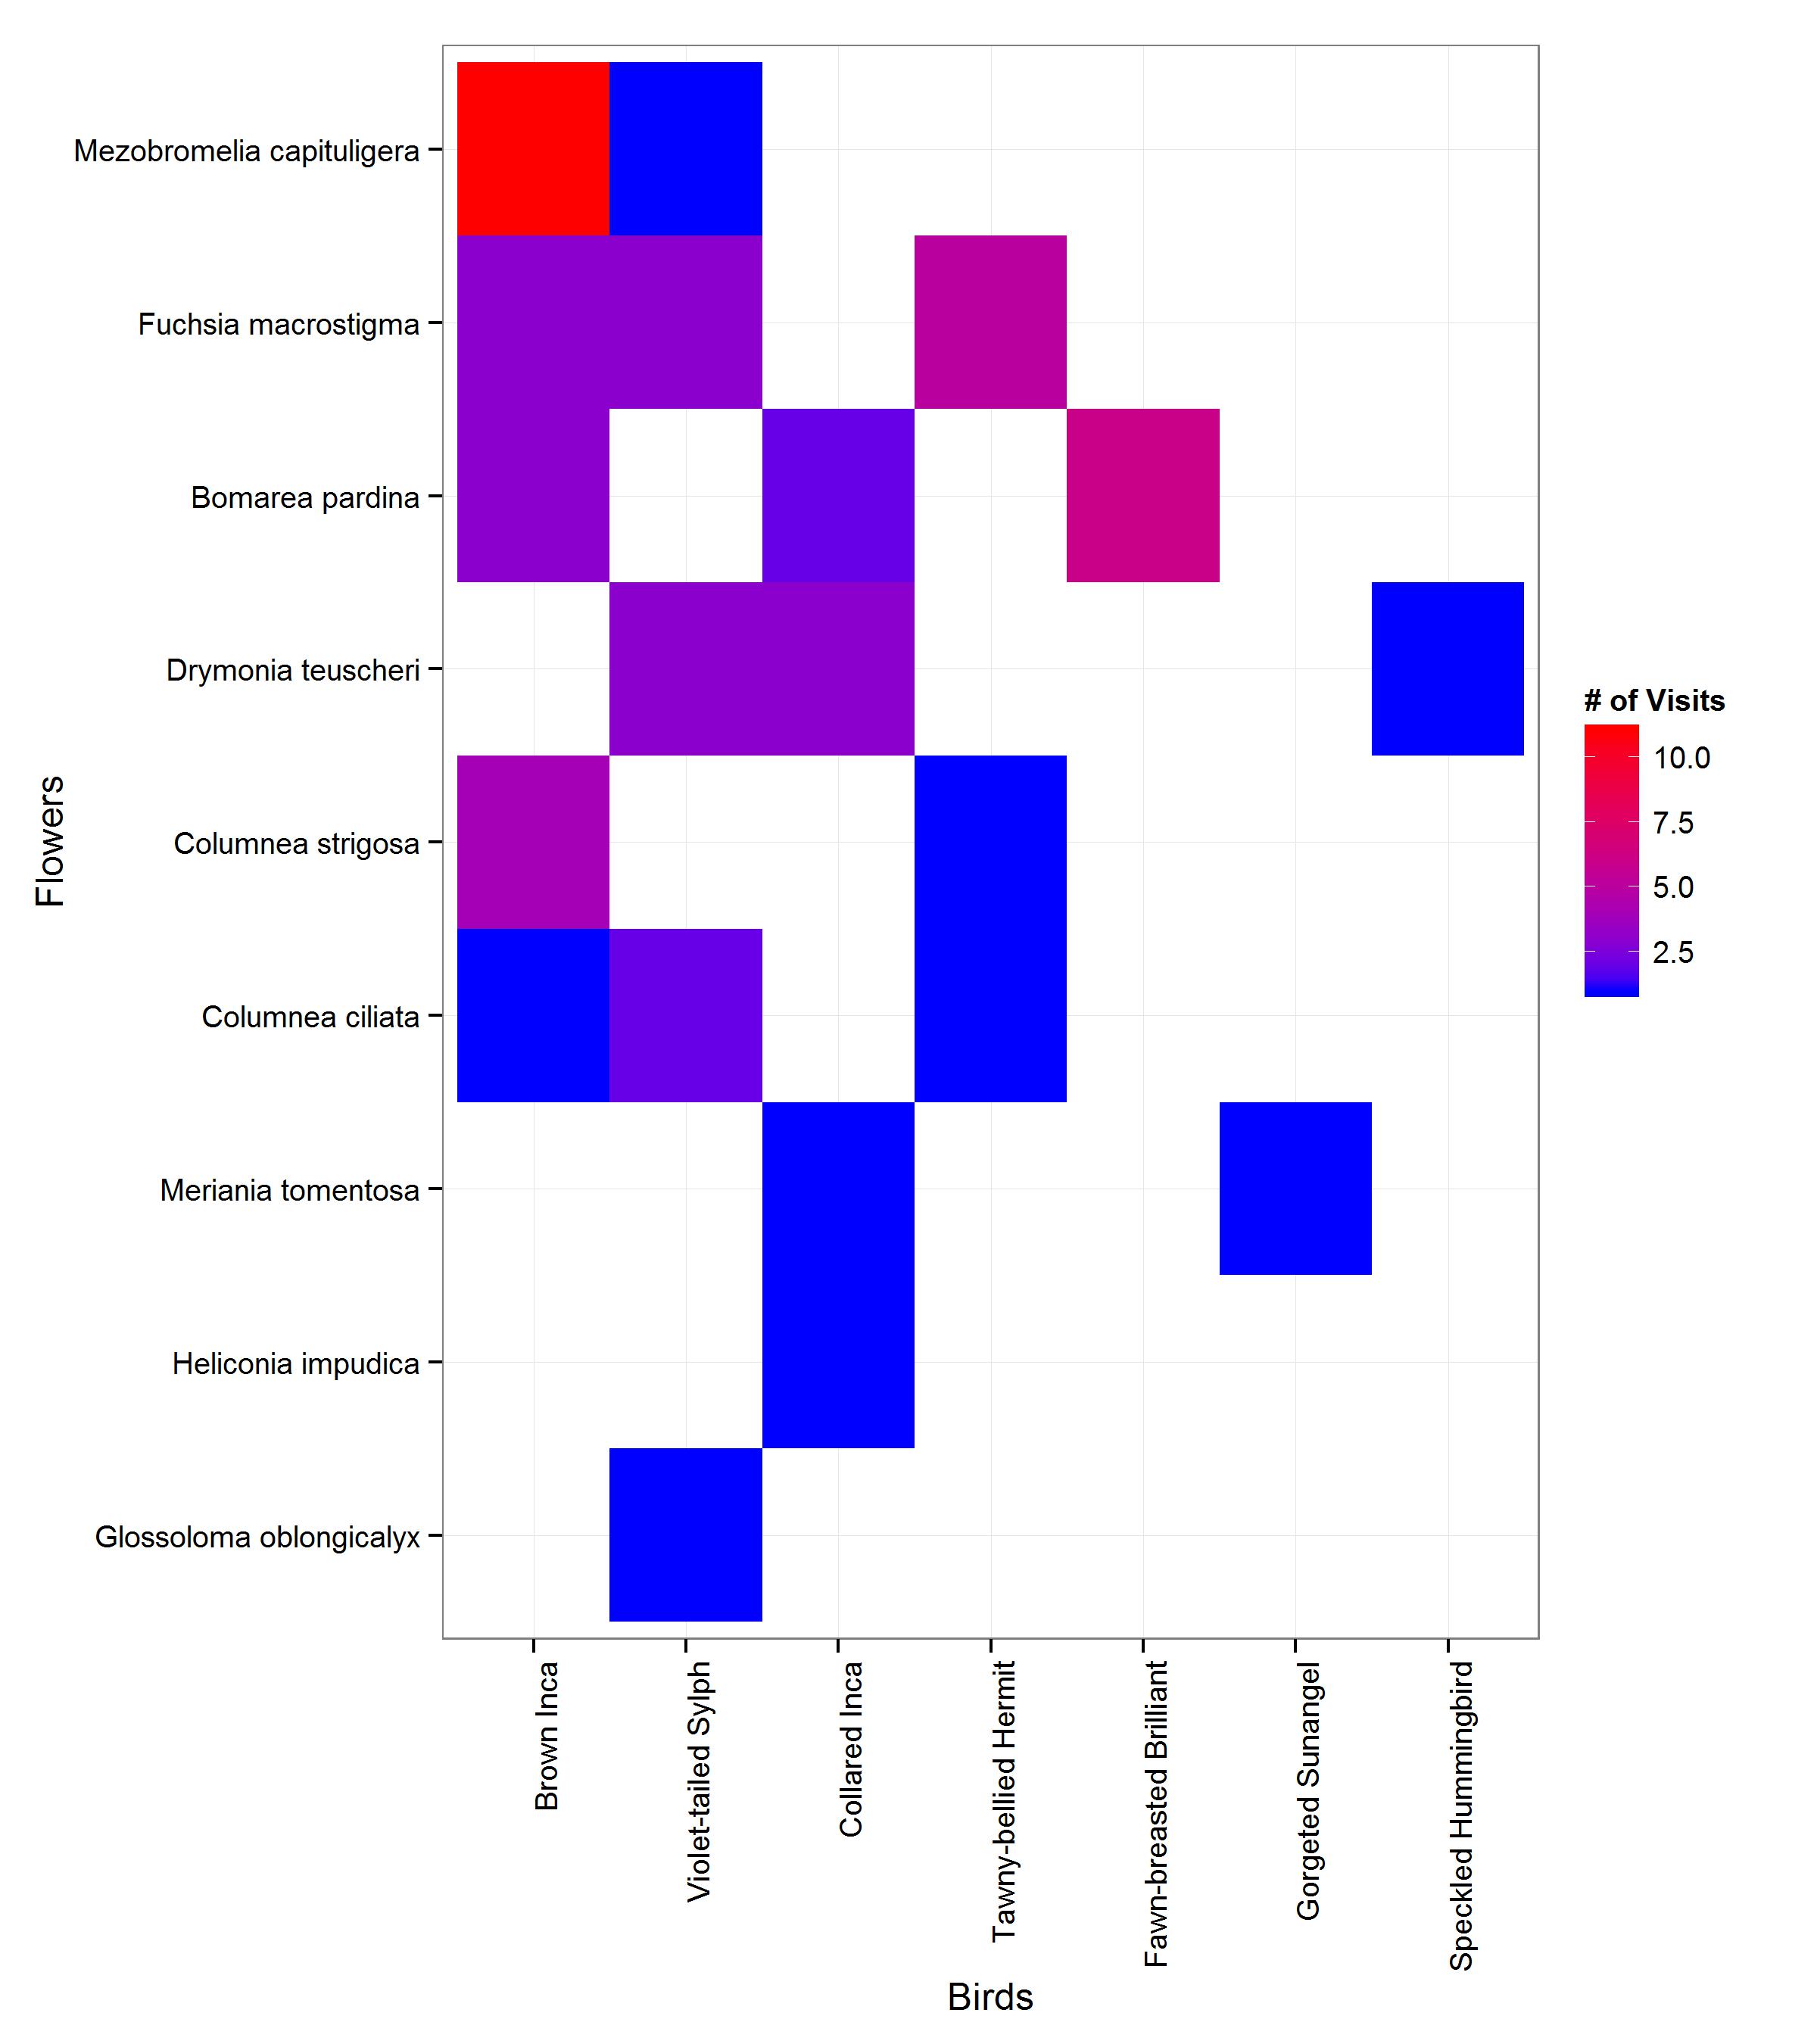 Mezobromelia capituligera
Fuchsia macrostigma
Bomarea pardina
Drymonia teuscheri
Columnea strigosa
Columnea ciliata
Meriania tomentosa
Heliconia impudica
Glossoloma oblongicalyx
Flowers
# of Visits
10.0
7.5
5.0
2.5
Brown Inca
Violet-tailed Sylph
Collared Inca
Tawny-bellied Hermit
Fawn-breasted Brilliant
Gorgeted Sunangel
Speckled Hummingbird
Birds